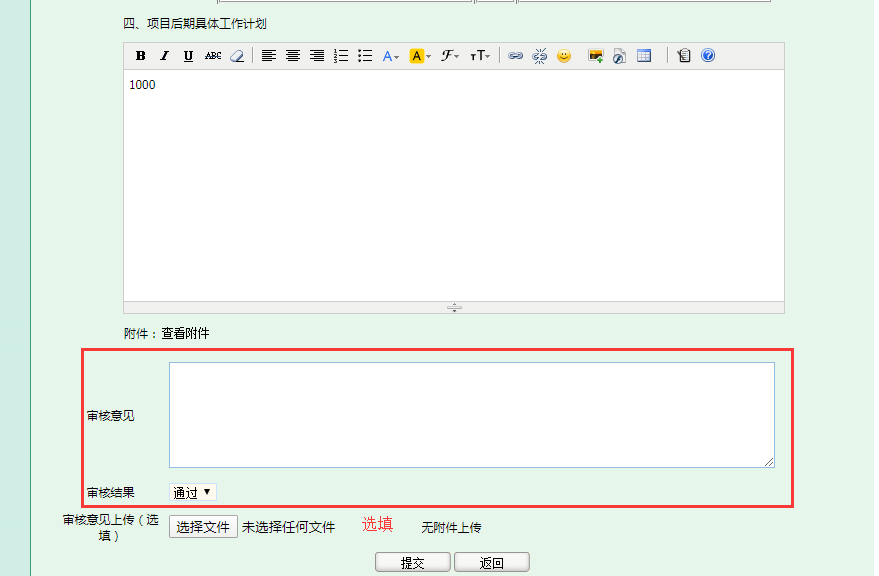 四、项目后期具体工作计划
B I U ABC A A F TT
1000
附件：查看附件
审核意见
审核结果 通过
审核意见上传（选
填）
选择文件 未选择任何文件 选填 无附件上传
提交 返回